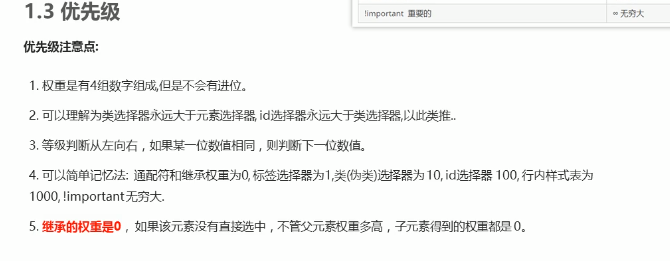 1.3 优先级
!important 重要的 ∞ 无穷大
优先级注意点:
1. 权重是有4组数字组成,但是不会有进位。
2. 可以理解为类选择器永远大于元素选择器, id选择器永远大于类选择器,以此类推..
3. 等级判断从左向右，如果某一位数值相同，则判断下一位数值。
4. 可以简单记忆法: 通配符和继承权重为0, 标签选择器为1,类(伪类)选择器为 10, id选择器 100, 行内样式表为
1000, !important 无穷大.
5. 继承的权重是0， 如果该元素没有直接选中，不管父元素权重多高，子元素得到的权重都是 0。